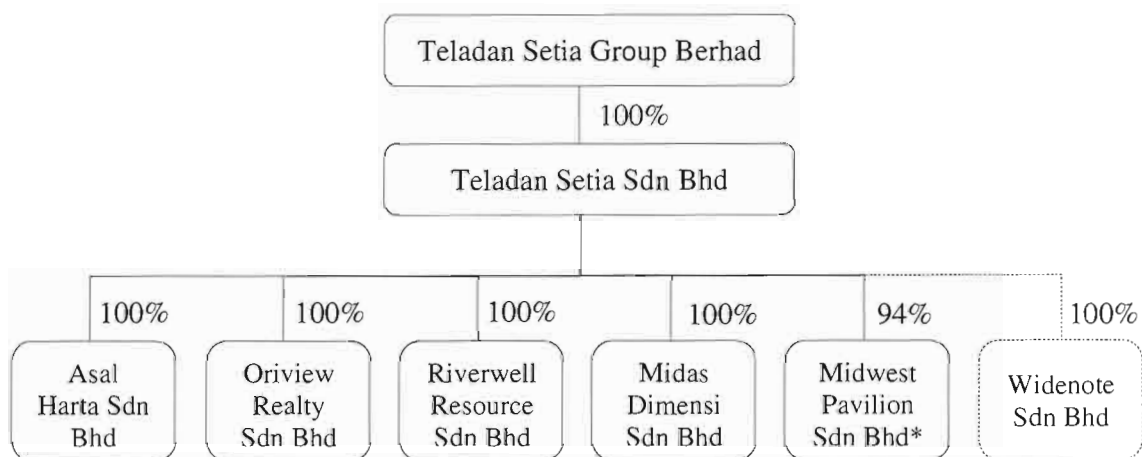 Teladan Setia Group Berhad
100%
Teladan Setia Sdn Bhd
100%
100%
100%
100%
94%
100%
Asal
Harta Sdn
Bhd
Oriview
Realty
Sdn Bhd
Riverwell
Resource
Sdn Bhd
Midas
Dimensi
Sdn Bhd
Midwest
Pavilion
Sdn Bhd*
Widenote
Sdn Bhd